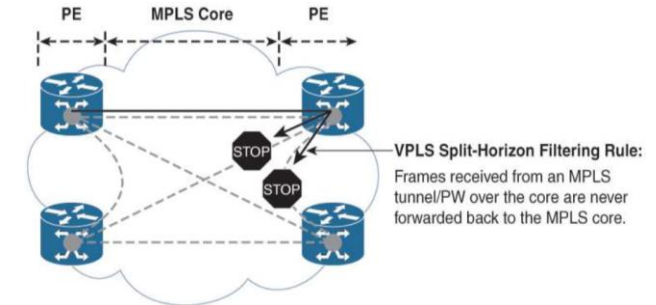 PE MPLS Core PE
STOP
STOP
VPLS Split-Horizon Filtering Rule:
Frames received from an MPLS
tunnel/PW over the core are never
forwarded back to the MPLS core.